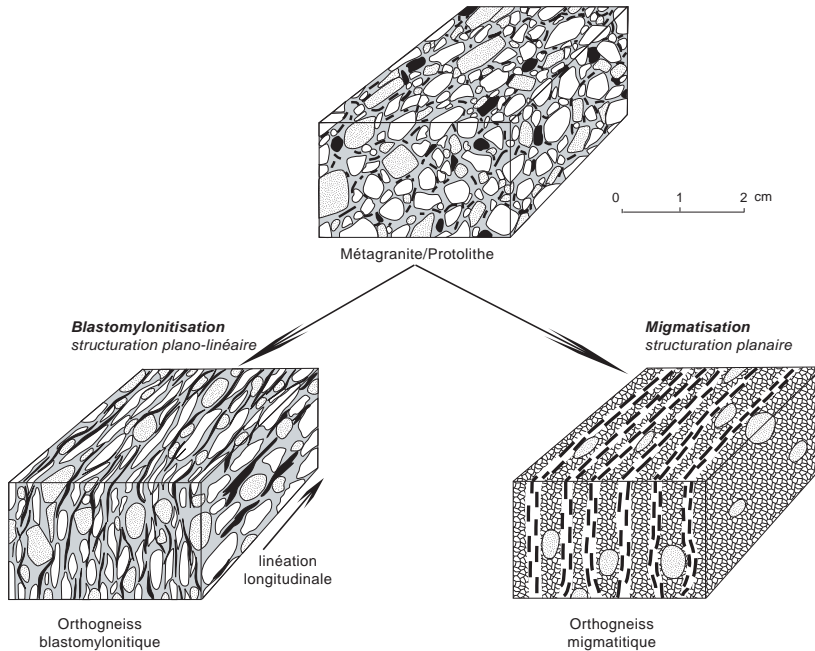 0 1 2 cm
Métagranite/Protolithe
Blastomylonitisation
structuration plano-linéaire
Migmatisation
structuration planaire
linéation
longitudinale
Orthogneiss
blastomylonitique
Orthogneiss
migmatitique